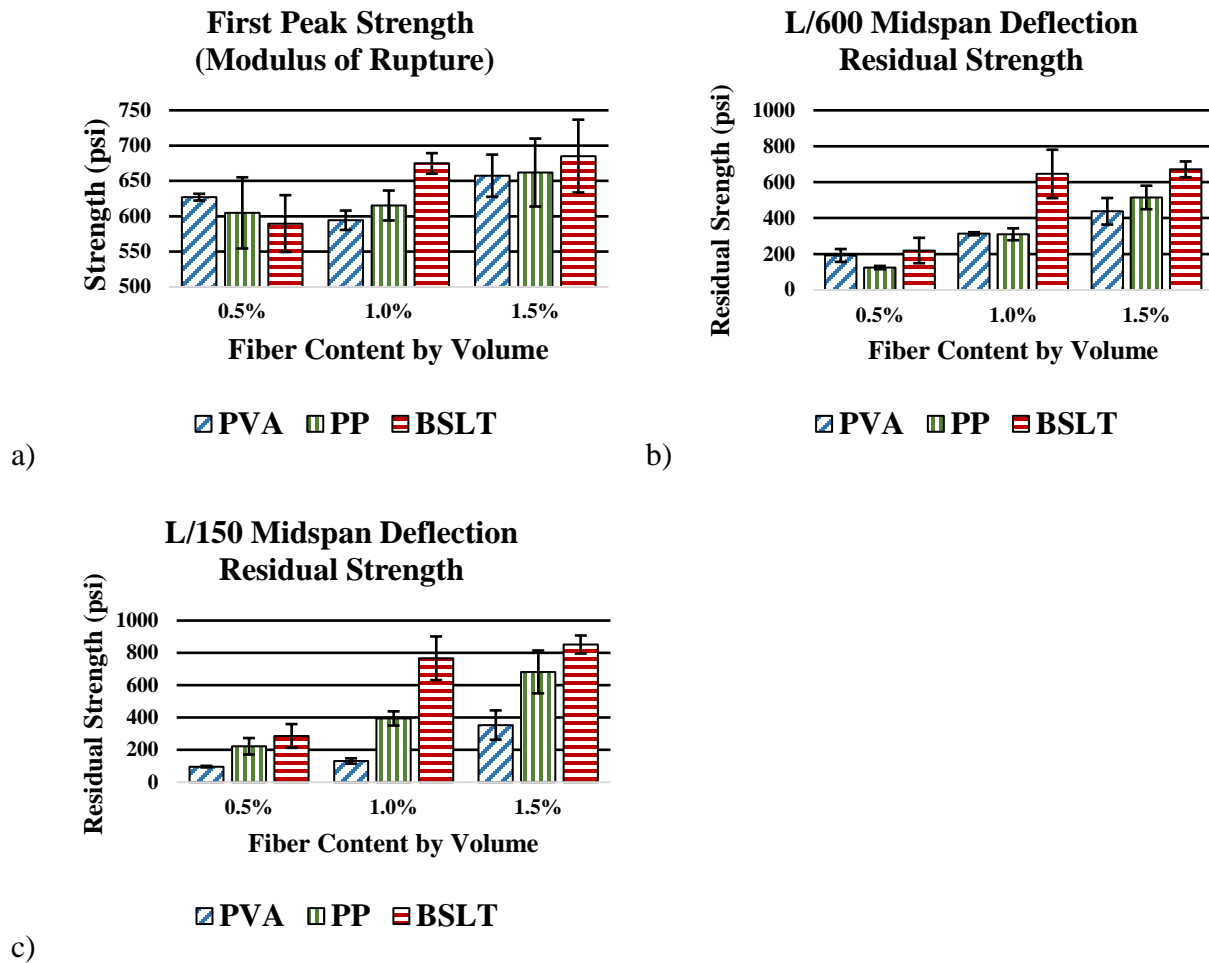 First Peak Strength
(Modulus of Rupture)
Strength (psi)
750
700
650
600
550
500
0.5% 1.0% 1.5%
Fiber Content by Volume
PVA PP BSLT
a)
L/600 Midspan Deflection
Residual Strength
Residual Srength (psi)
1000
800
600
400
200
0
0.5% 1.0% 1.5%
Fiber Content by Volume
PVA PP BSLT
b)
L/150 Midspan Deflection
Residual Strength
Residual Strength (psi)
1000
800
600
400
200
0
0.5% 1.0% 1.5%
Fiber Content by Volume
PVA PP BSLT
c)